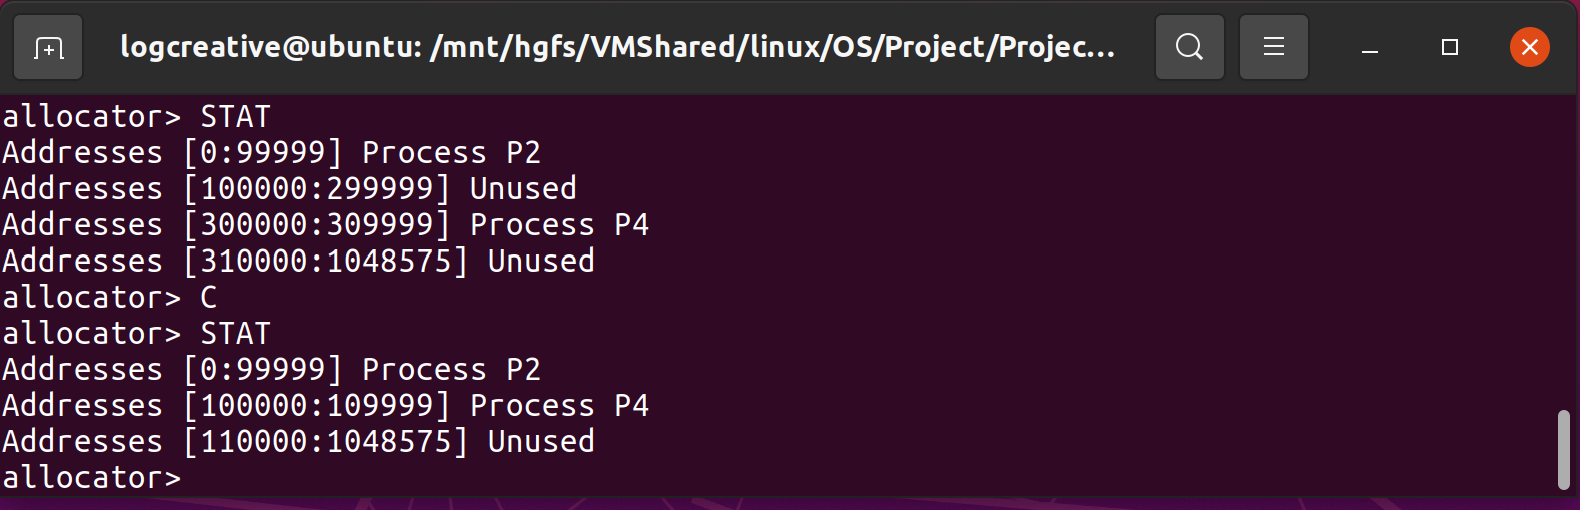 logcreative@ubuntu: /mnt/hgfs/VMShared/linux/OS/Project/Projec...
allocator> STAT
Addresses [0:99999] Process P2
Addresses [100000:299999] Unused
Addresses [300000:309999] Process P4
Addresses [310000:1048575] Unused
allocator> C
allocator> STAT
Addresses [0:99999] Process P2
Addresses [100000:109999] Process P4
Addresses [110000:1048575] Unused
allocator>